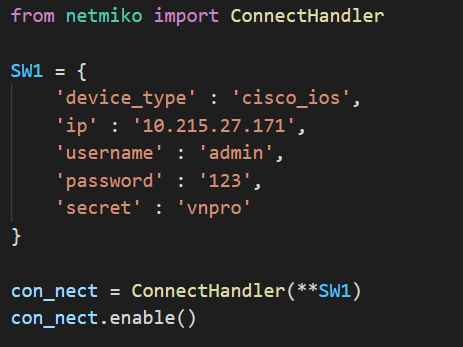 from netmiko import ConnectHandler
SW1 = {
    'device_type' : 'cisco_ios',
    'ip' : '10.215.27.171',
    'username' : 'admin',
    'password' : '123',
    'secret' : 'vnpro'
}
con_nect = ConnectHandler(**SW1)
con_nect.enable()